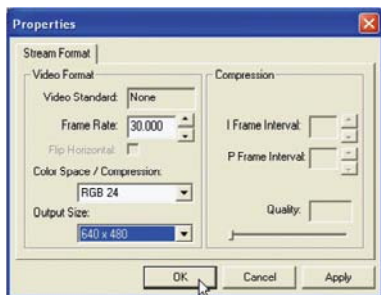 Properties
Stream Format
Video Format
Video Standard: None
Frame Rate: 30.000
Flip Horizontal:
Color Space / Compression:
RGB 24
Output Size:
640 x 480
Compression
I Frame Interval:
P Frame Interval:
Quality:
OK Cancel Apply